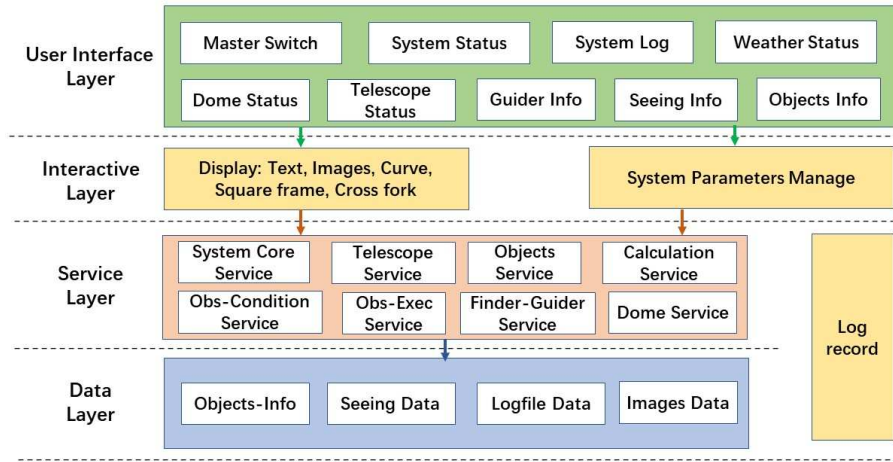 User Interface
Layer
Master Switch
System Status
System Log
Weather Status
Dome Status
Telescope
Status
Guider Info
Seeing Info
Objects Info
Interactive
Layer
Display: Text, Images, Curve,
Square frame, Cross fork
System Parameters Manage
Service
Layer
System Core
Service
Telescope
Service
Objects
Service
Calculation
Service
Obs-Condition
Service
Obs-Exec
Service
Finder-Guider
Service
Dome Service
Log
record
Data
Layer
Objects-Info
Seeing Data
Logfile Data
Images Data